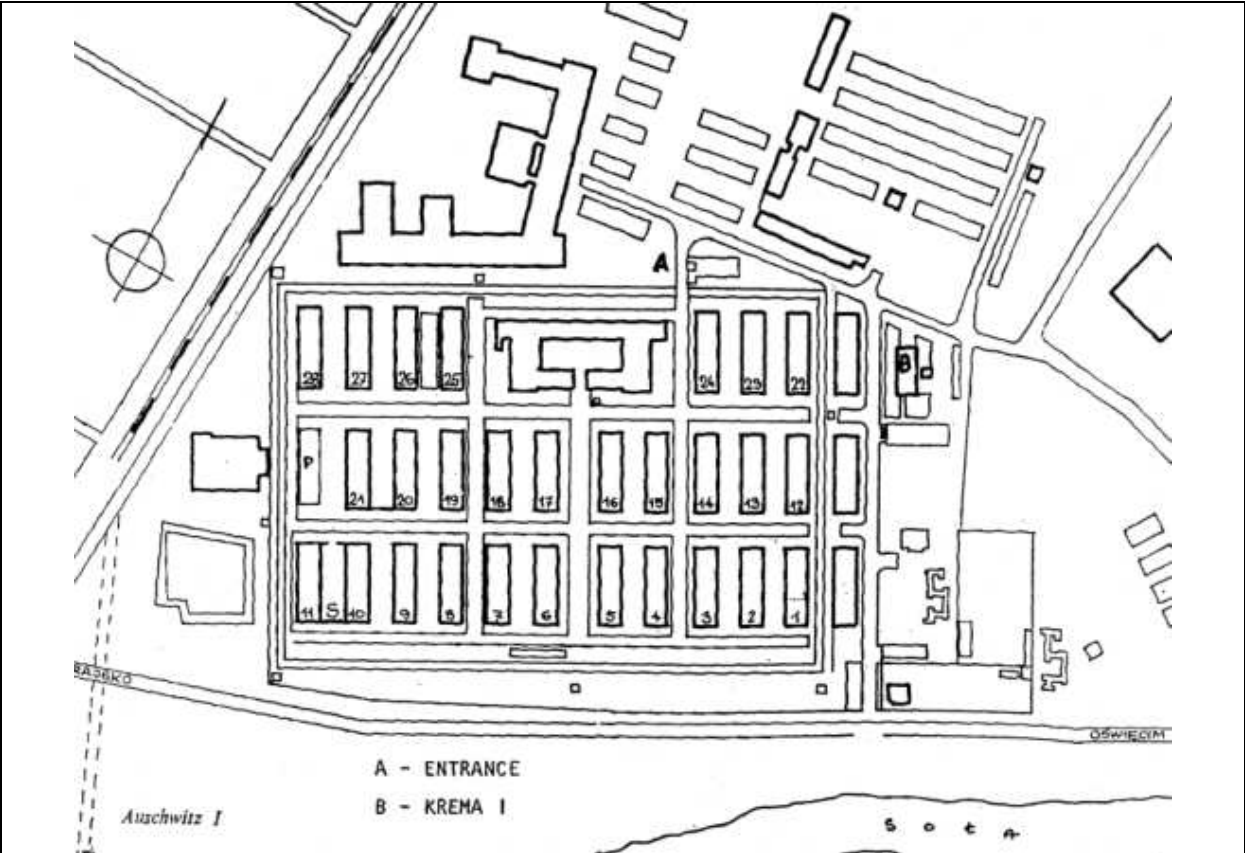 A
B
28 27 26 25 24 23 22
P 21 20 19 18 17 16 15 14 13 12
11 S 10 9 8 7 6 5 4 3 2 1
RAJSKO
OŚWIĘCIM
A - ENTRANCE
B - KREMA I
Auschwitz I
S o ł a